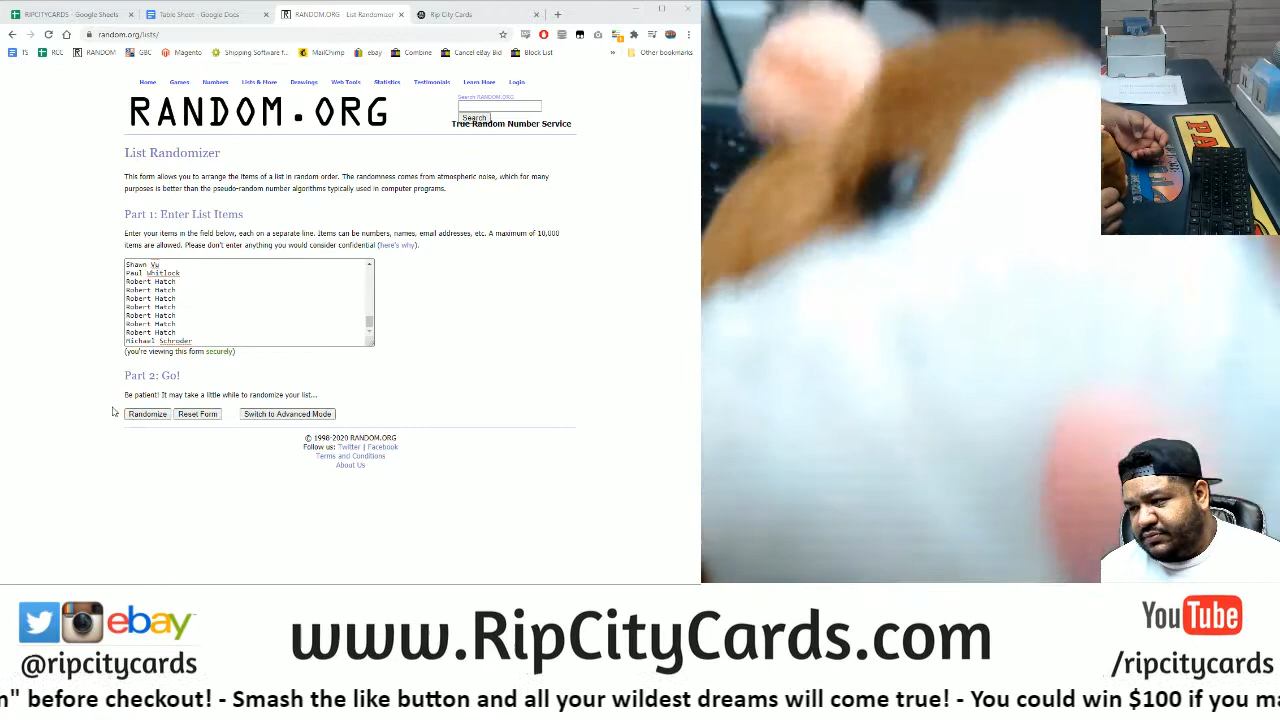 RIPCITYCARDS - Google Sheets
Table Sheet - Google Docs
RANDOM.ORG - List Randomizer
Rip City Cards
random.org/lists/
TS
RCC
RANDOM
GBC
Magento
Shipping Software f...
MailChimp
ebay
Combine
Cancel eBay Bid
Block List
»
Other bookmarks
Home
Games
Numbers
Lists & More
Drawings
Web Tools
Statistics
Testimonials
Learn More
Login
RANDOM.ORG
Search RANDOM.ORG
Search
True Random Number Service
List Randomizer
This form allows you to arrange the items of a list in random order. The randomness comes from atmospheric noise, which for many
purposes is better than the pseudo-random number algorithms typically used in computer programs.
Part 1: Enter List Items
Enter your items in the field below, each on a separate line. Items can be numbers, names, email addresses, etc. A maximum of 10,000
items are allowed. Please don't enter anything you would consider confidential (here's why).
Shawn Vu
Paul Whitlock
Robert Hatch
Robert Hatch
Robert Hatch
Robert Hatch
Robert Hatch
Robert Hatch
Robert Hatch
Michael Schroder
(you're viewing this form securely)
Part 2: Go!
Be patient! It may take a little while to randomize your list...
Randomize
Reset Form
Switch to Advanced Mode
© 1998-2020 RANDOM.ORG
Follow us: Twitter | Facebook
Terms and Conditions
About Us
ebay
@ripcitycards
www.RipCityCards.com
YouTube
/ripcitycards
" before checkout! - Smash the like button and all your wildest dreams will come true! - You could win $100 if you